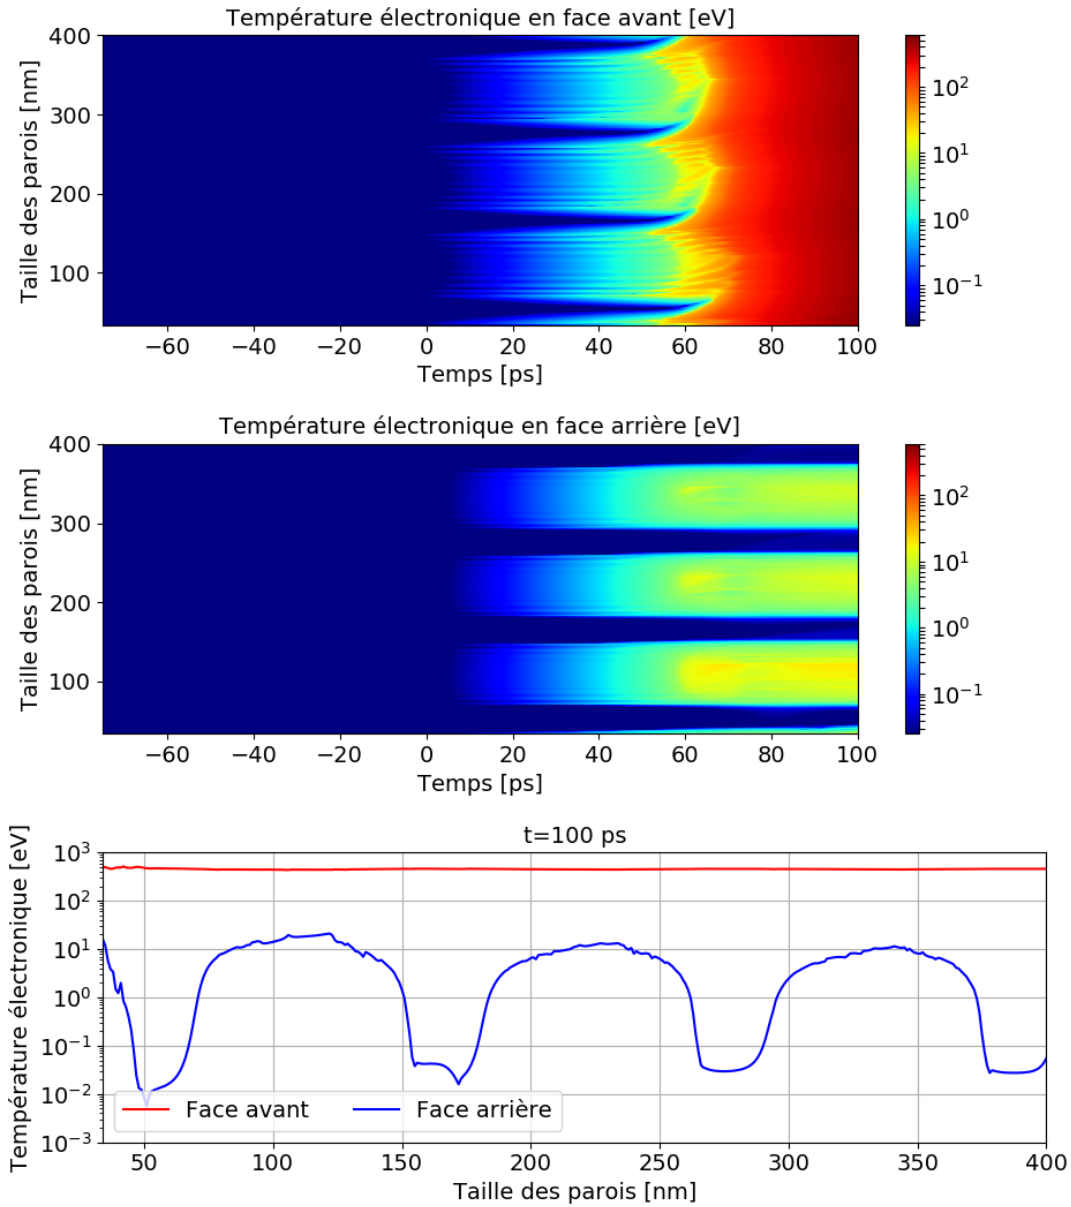 Température électronique en face avant [eV]
Taille des parois [nm]
400
300
200
100
−60 −40 −20 0 20 40 60 80 100
Temps [ps]
10²
10¹
10⁰
10⁻¹
Température électronique en face arrière [eV]
Taille des parois [nm]
400
300
200
100
−60 −40 −20 0 20 40 60 80 100
Temps [ps]
10²
10¹
10⁰
10⁻¹
t=100 ps
Température électronique [eV]
10³
10²
10¹
10⁰
10⁻¹
10⁻²
10⁻³
Face avant Face arrière
50 100 150 200 250 300 350 400
Taille des parois [nm]